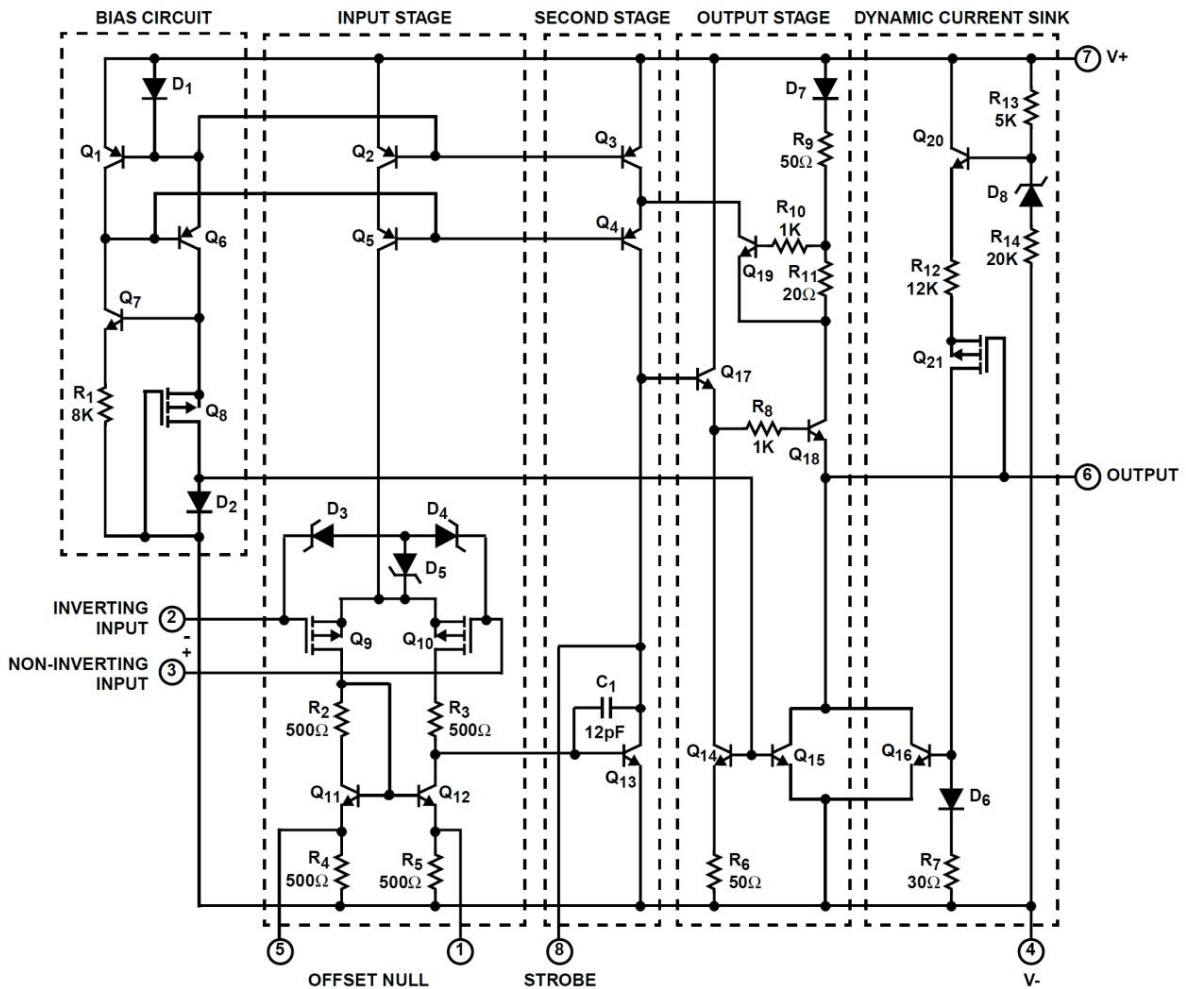 BIAS CIRCUIT
INPUT STAGE
SECOND STAGE
OUTPUT STAGE
DYNAMIC CURRENT SINK
7 V+
D1
D7
R13
5K
Q1
Q2
Q3
R9
50Ω
Q20
D8
Q6
Q5
Q4
R10
1K
R14
20K
Q19
R11
20Ω
R12
12K
Q7
Q21
Q17
R1
8K
Q8
R8
1K
Q18
6 OUTPUT
D2
D3
D4
D5
INVERTING
INPUT
2
-
+
NON-INVERTING
INPUT
3
Q9
Q10
R2
500Ω
R3
500Ω
C1
12pF
Q13
Q14
Q15
Q16
Q11
Q12
D6
R4
500Ω
R5
500Ω
R6
50Ω
R7
30Ω
5
1
8
4
OFFSET NULL
STROBE
V-